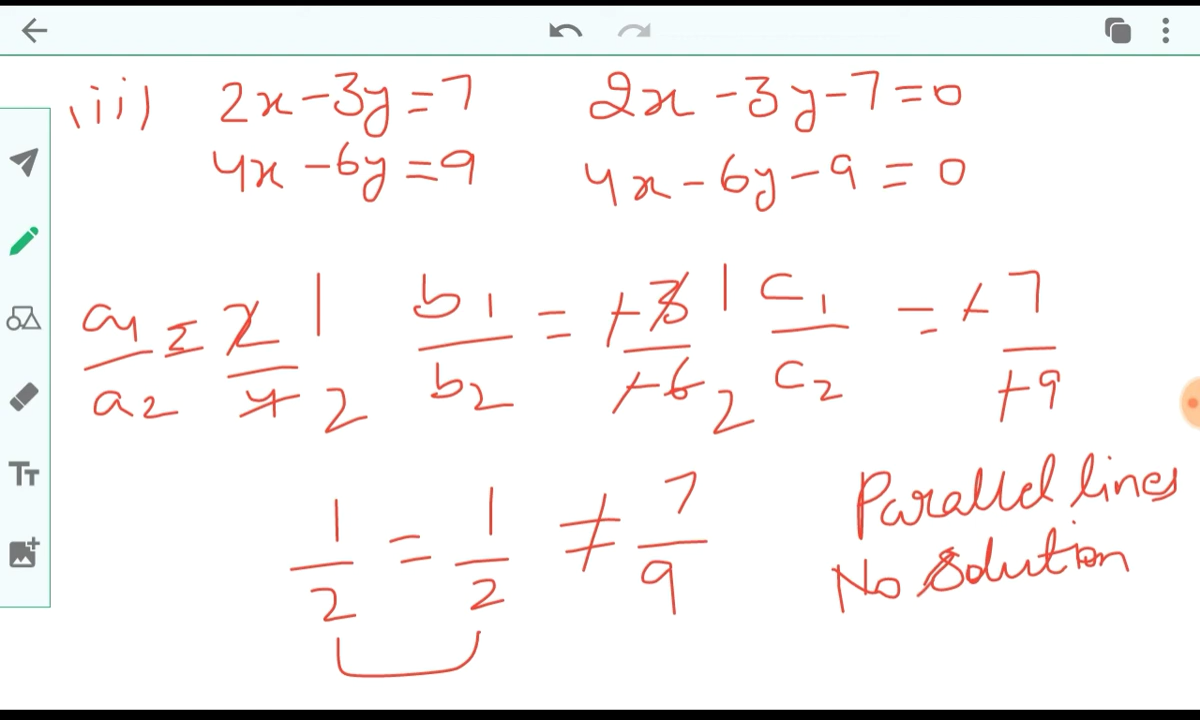 (ii) 2x-3y=7 2x-3y-7=0
4x-6y=9 4x-6y-9=0
a1/a2 = 2/4 1/2 b1/b2 = +3/+6 1/2 c1/c2 = +7/+9
1/2 = 1/2 ≠ 7/9
Parallel lines
No Solution
TT